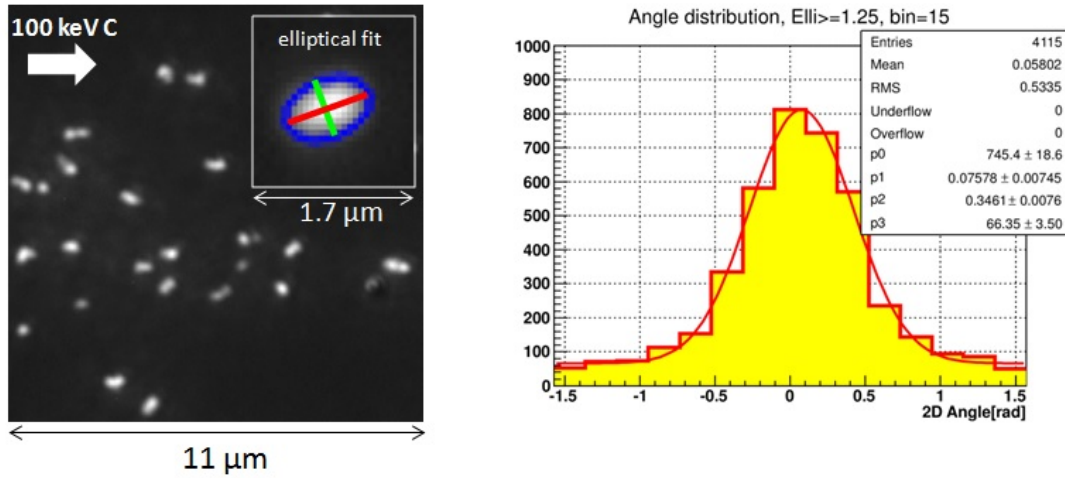 100 keV C
elliptical fit
1.7 μm
11 μm
Angle distribution, Elli>=1.25, bin=15
Entries 4115
Mean 0.05802
RMS 0.5335
Underflow 0
Overflow 0
p0 745.4 ± 18.6
p1 0.07578 ± 0.00745
p2 0.3461 ± 0.0076
p3 66.35 ± 3.50
1000
900
800
700
600
500
400
300
200
100
0
-1.5 -1 -0.5 0 0.5 1 1.5
2D Angle[rad]